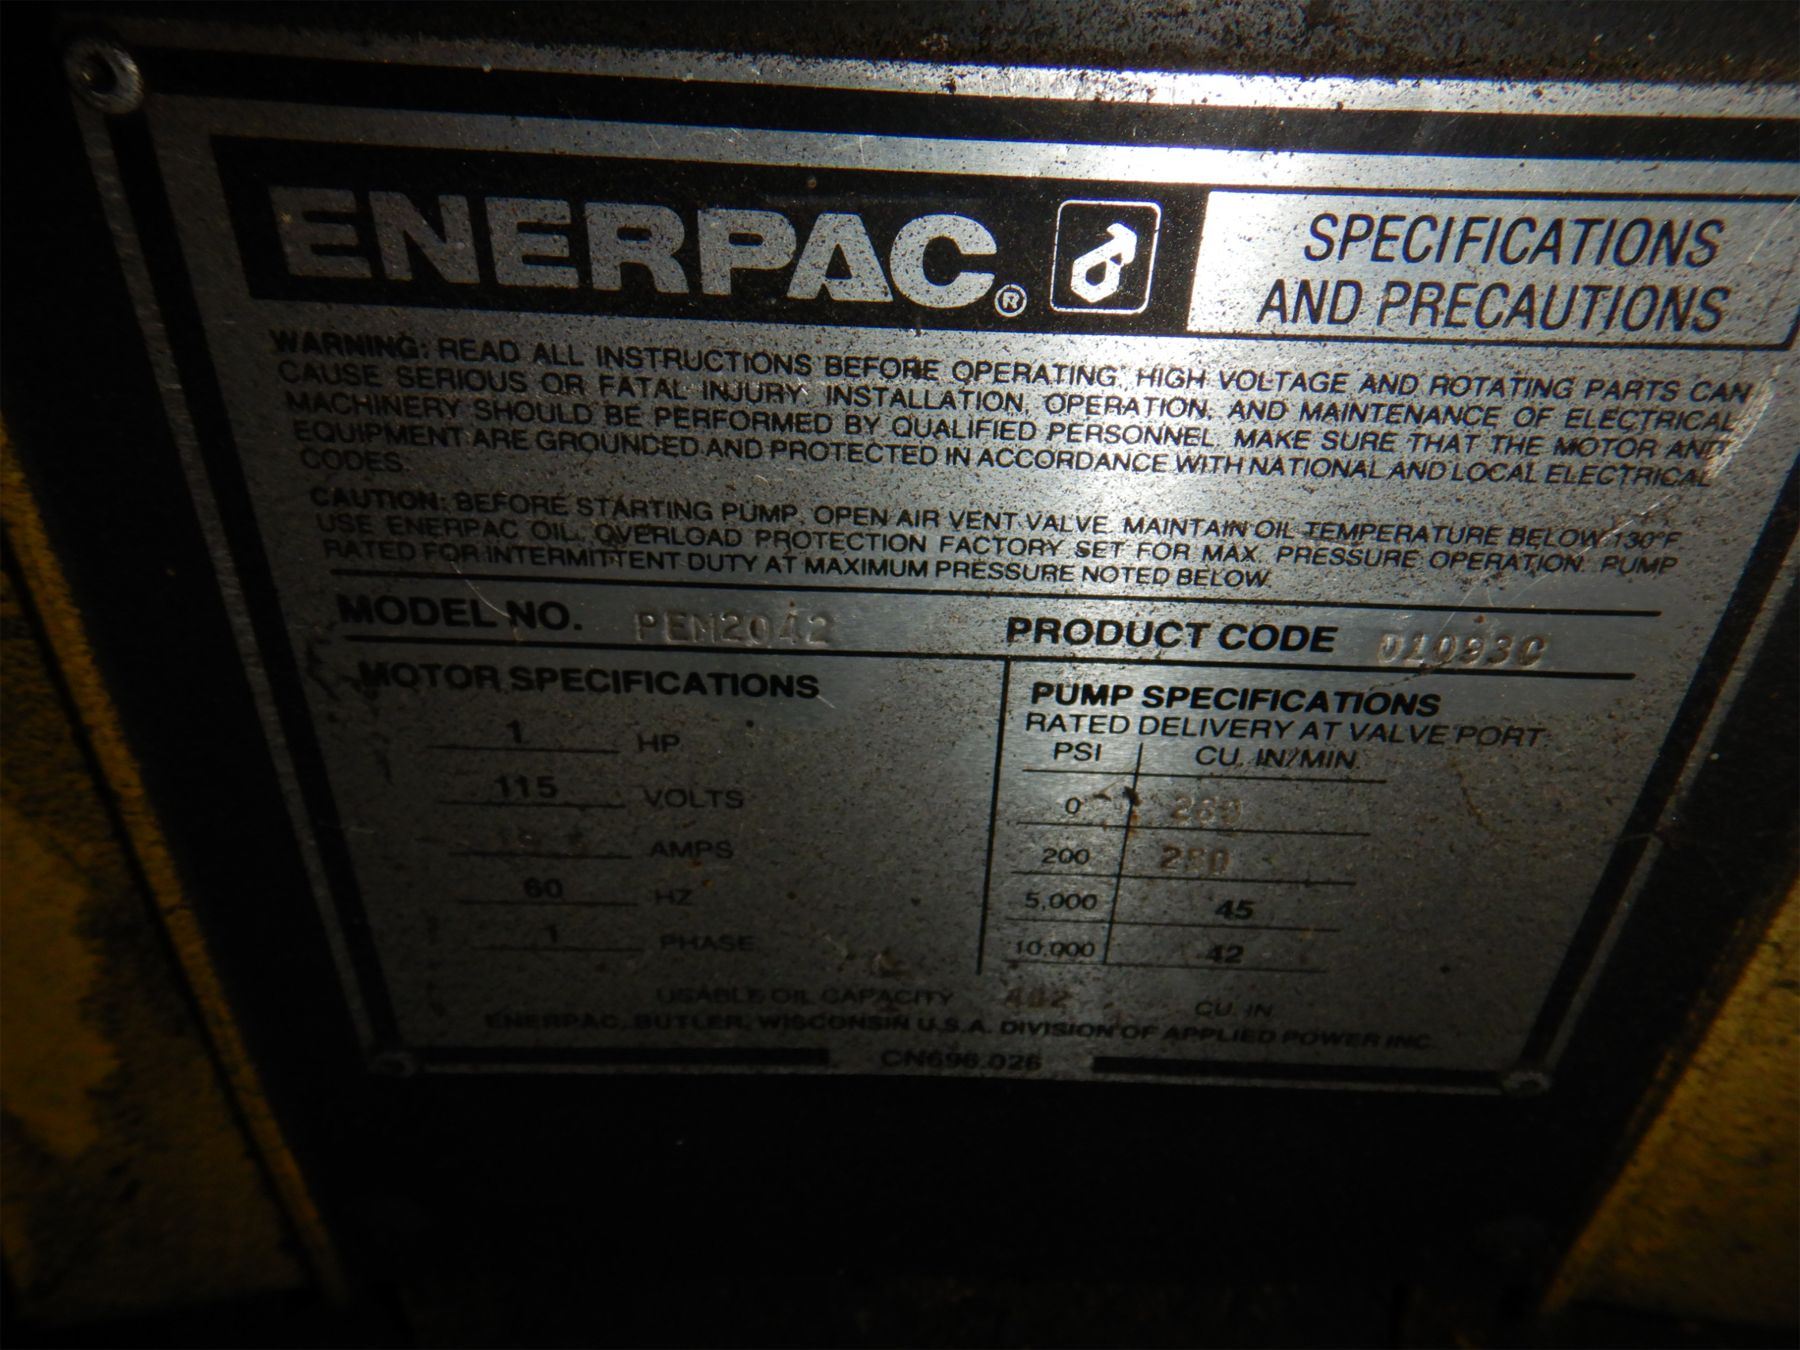 ENERPAC® SPECIFICATIONS
AND PRECAUTIONS
WARNING: READ ALL INSTRUCTIONS BEFORE OPERATING. HIGH VOLTAGE AND ROTATING PARTS CAN
CAUSE SERIOUS OR FATAL INJURY. INSTALLATION, OPERATION, AND MAINTENANCE OF ELECTRICAL
MACHINERY SHOULD BE PERFORMED BY QUALIFIED PERSONNEL. MAKE SURE THAT THE MOTOR AND
EQUIPMENT ARE GROUNDED AND PROTECTED IN ACCORDANCE WITH NATIONAL AND LOCAL ELECTRICAL
CODES.
CAUTION: BEFORE STARTING PUMP, OPEN AIR VENT VALVE. MAINTAIN OIL TEMPERATURE BELOW 130°F.
USE ENERPAC OIL. OVERLOAD PROTECTION FACTORY SET FOR MAX. PRESSURE OPERATION. PUMP
RATED FOR INTERMITTENT DUTY AT MAXIMUM PRESSURE NOTED BELOW.
MODEL NO. PEM2042 PRODUCT CODE D1093C
MOTOR SPECIFICATIONS
1 HP
115 VOLTS
AMPS
60 HZ
1 PHASE
PUMP SPECIFICATIONS
RATED DELIVERY AT VALVE PORT
PSI CU. IN/MIN.
0 280
200 280
5,000 45
10,000 42
USABLE OIL CAPACITY 462 CU. IN.
ENERPAC, BUTLER, WISCONSIN U.S.A. DIVISION OF APPLIED POWER INC.
CN696.026